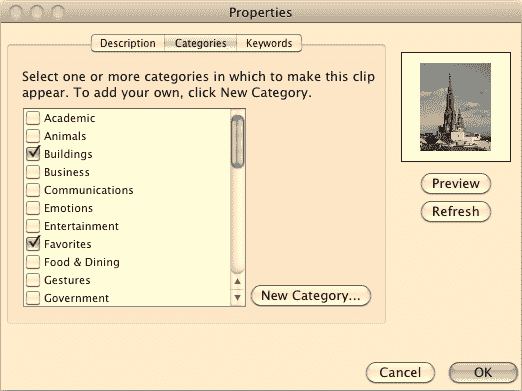 Properties
Description Categories Keywords
Select one or more categories in which to make this clip
appear. To add your own, click New Category.
Academic
Animals
Buildings
Business
Communications
Emotions
Entertainment
Favorites
Food & Dining
Gestures
Government
New Category...
Preview
Refresh
Cancel OK